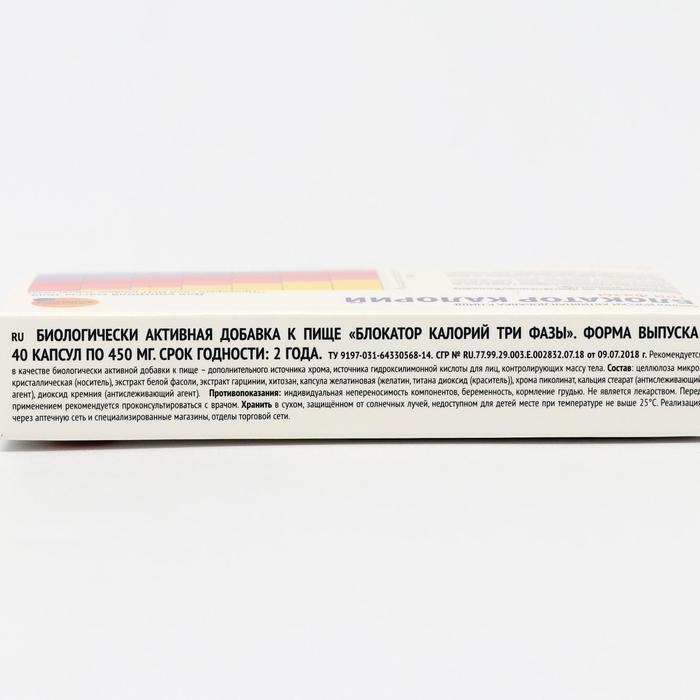 БЛОКАТОР КАЛОРИЙ
RU БИОЛОГИЧЕСКИ АКТИВНАЯ ДОБАВКА К ПИЩЕ «БЛОКАТОР КАЛОРИЙ ТРИ ФАЗЫ». ФОРМА ВЫПУСКА
40 КАПСУЛ ПО 450 МГ. СРОК ГОДНОСТИ: 2 ГОДА. ТУ 9197-031-64330568-14. СГР № RU.77.99.29.003.Е.002832.07.18 от 09.07.2018 г. Рекомендуется
в качестве биологически активной добавки к пище – дополнительного источника хрома, источника гидроксилимонной кислоты для лиц, контролирующих массу тела. Состав: целлюлоза микро-
кристаллическая (носитель), экстракт белой фасоли, экстракт гарцинии, хитозан, капсула желатиновая (желатин, титана диоксид (краситель)), хрома пиколинат, кальция стеарат (антислеживающий
агент), диоксид кремния (антислеживающий агент). Противопоказания: индивидуальная непереносимость компонентов, беременность, кормление грудью. Не является лекарством. Перед
применением рекомендуется проконсультироваться с врачом. Хранить в сухом, защищённом от солнечных лучей, недоступном для детей месте при температуре не выше 25°С. Реализация
через аптечную сеть и специализированные магазины, отделы торговой сети.